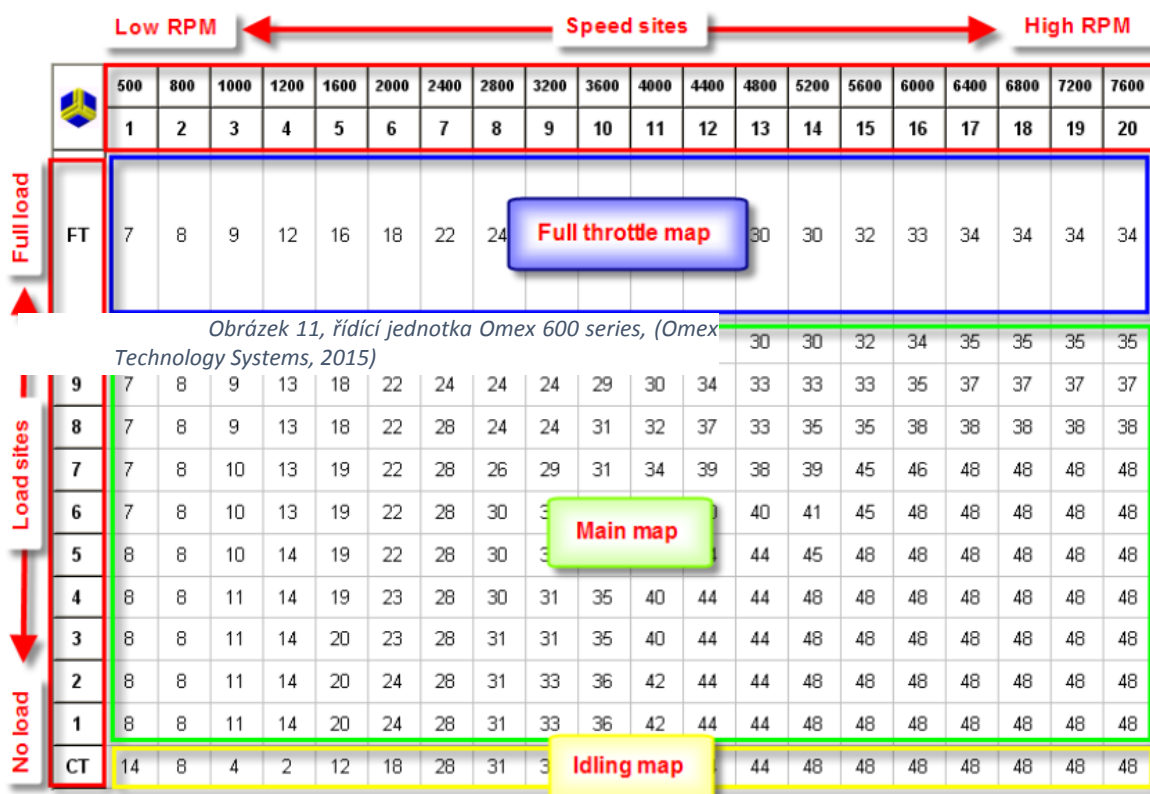 Low RPM Speed sites High RPM
500 800 1000 1200 1600 2000 2400 2800 3200 3600 4000 4400 4800 5200 5600 6000 6400 6800 7200 7600
1 2 3 4 5 6 7 8 9 10 11 12 13 14 15 16 17 18 19 20
Full load
FT 7 8 9 12 16 18 22 24 Full throttle map 30 30 32 33 34 34 34 34
Obrázek 11, řídící jednotka Omex 600 series, (Omex
Technology Systems, 2015)
30 30 32 34 35 35 35 35
9 7 8 9 13 18 22 24 24 24 29 30 34 33 33 33 35 37 37 37 37
Load sites
8 7 8 9 13 18 22 28 24 24 31 32 37 33 35 35 38 38 38 38 38
7 7 8 10 13 19 22 28 26 29 31 34 39 38 39 45 46 48 48 48 48
6 7 8 10 13 19 22 28 30 40 41 45 48 48 48 48 48
Main map
5 8 8 10 14 19 22 28 30 44 45 48 48 48 48 48 48
4 8 8 11 14 19 23 28 30 31 35 40 44 44 48 48 48 48 48 48 48
3 8 8 11 14 20 23 28 31 31 35 40 44 44 48 48 48 48 48 48 48
2 8 8 11 14 20 24 28 31 33 36 42 44 44 48 48 48 48 48 48 48
No load
1 8 8 11 14 20 24 28 31 33 36 42 44 44 48 48 48 48 48 48 48
CT 14 8 4 2 12 18 28 31 Idling map 44 48 48 48 48 48 48 48